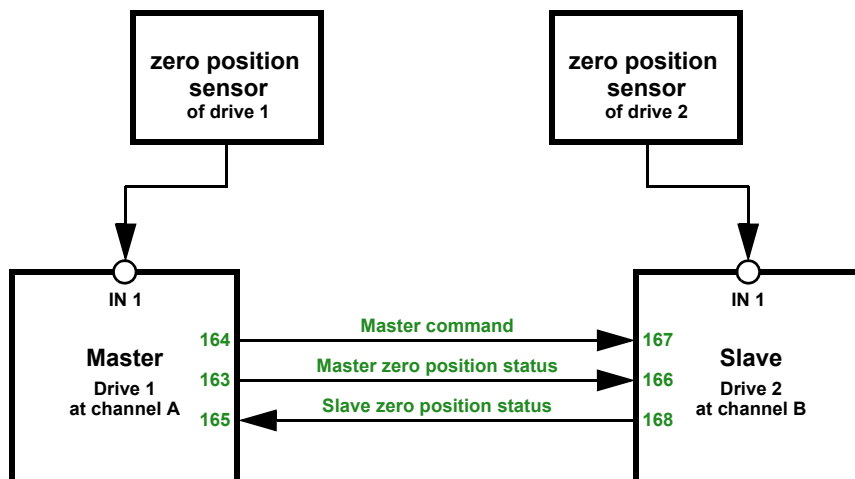 zero position
sensor
of drive 1
zero position
sensor
of drive 2
IN 1
IN 1
164
Master command
167
Master
163
Master zero position status
166
Slave
Drive 1
at channel A
Drive 2
at channel B
165
Slave zero position status
168